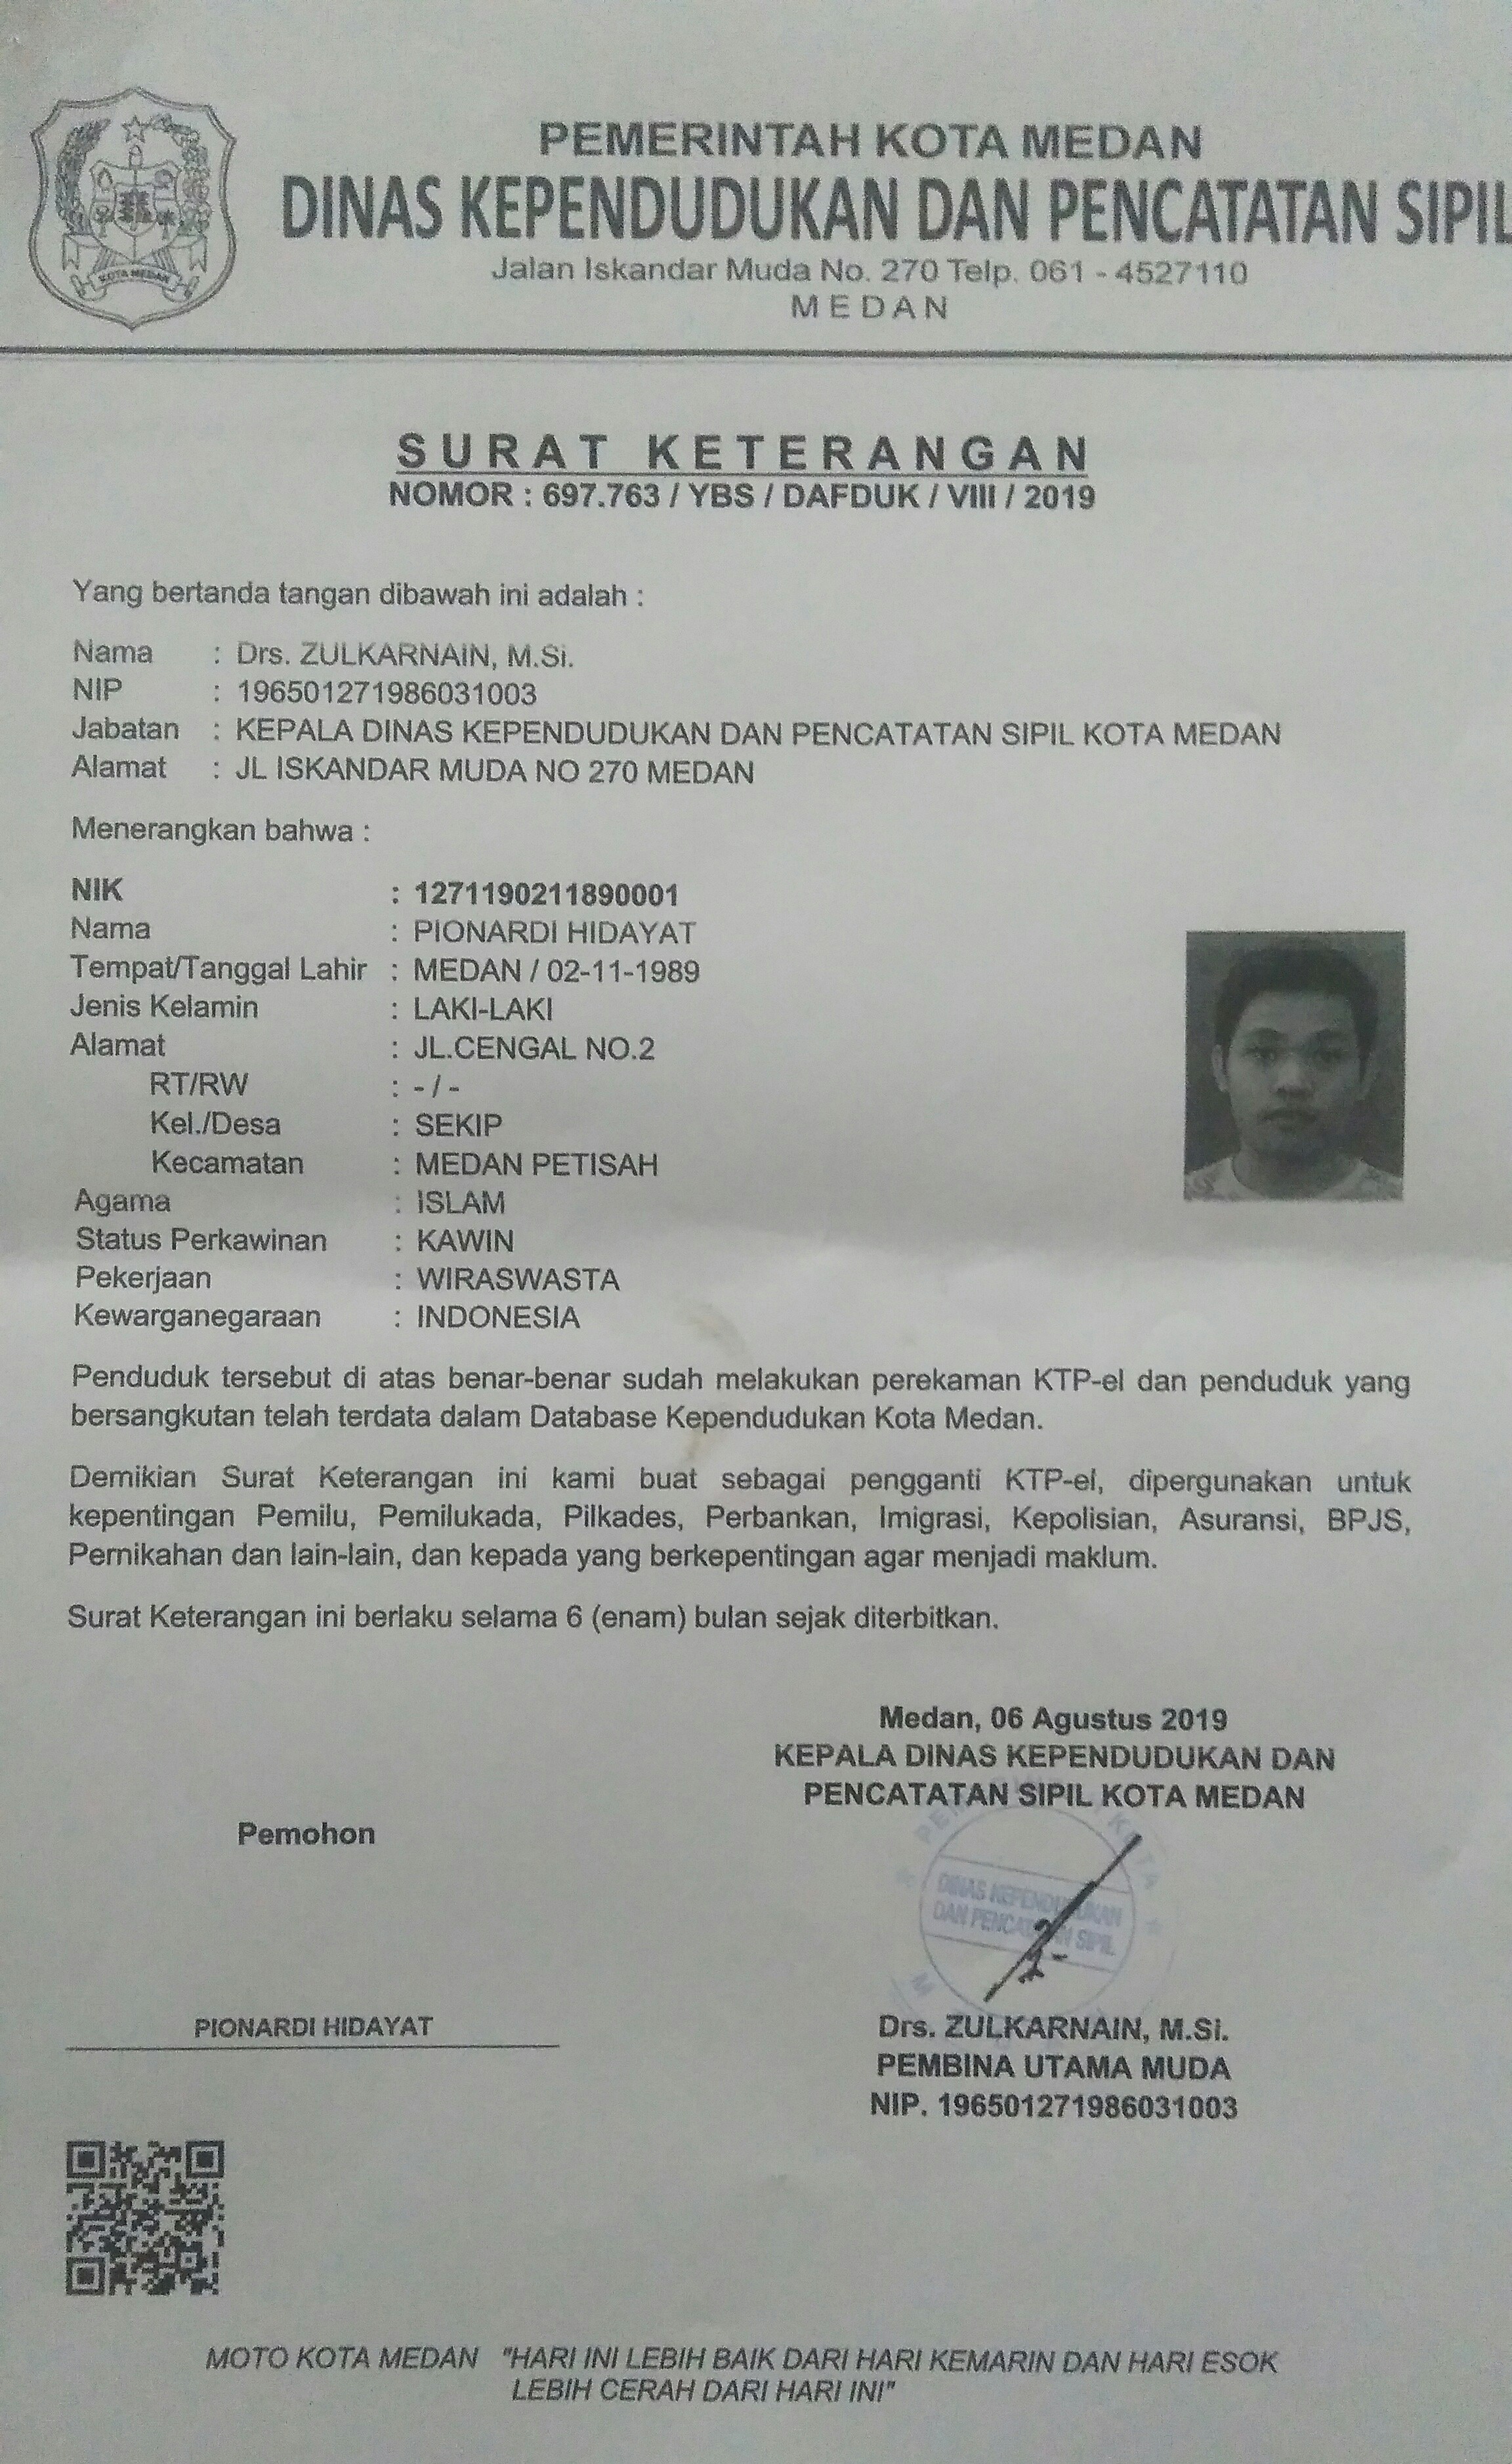 PEMERINTAH KOTA MEDAN
DINAS KEPENDUDUKAN DAN PENCATATAN SIPIL
Jalan Iskandar Muda No. 270 Telp. 061 - 4527110
MEDAN
KOTA MEDAN
SURAT KETERANGAN
NOMOR : 697.763 / YBS / DAFDUK / VIII / 2019
Yang bertanda tangan dibawah ini adalah :
Nama : Drs. ZULKARNAIN, M.Si.
NIP : 196501271986031003
Jabatan : KEPALA DINAS KEPENDUDUKAN DAN PENCATATAN SIPIL KOTA MEDAN
Alamat : JL ISKANDAR MUDA NO 270 MEDAN
Menerangkan bahwa :
NIK : 1271190211890001
Nama : PIONARDI HIDAYAT
Tempat/Tanggal Lahir : MEDAN / 02-11-1989
Jenis Kelamin : LAKI-LAKI
Alamat : JL.CENGAL NO.2
RT/RW : - / -
Kel./Desa : SEKIP
Kecamatan : MEDAN PETISAH
Agama : ISLAM
Status Perkawinan : KAWIN
Pekerjaan : WIRASWASTA
Kewarganegaraan : INDONESIA
Penduduk tersebut di atas benar-benar sudah melakukan perekaman KTP-el dan penduduk yang
bersangkutan telah terdata dalam Database Kependudukan Kota Medan.
Demikian Surat Keterangan ini kami buat sebagai pengganti KTP-el, dipergunakan untuk
kepentingan Pemilu, Pemilukada, Pilkades, Perbankan, Imigrasi, Kepolisian, Asuransi, BPJS,
Pernikahan dan lain-lain, dan kepada yang berkepentingan agar menjadi maklum.
Surat Keterangan ini berlaku selama 6 (enam) bulan sejak diterbitkan.
Medan, 06 Agustus 2019
KEPALA DINAS KEPENDUDUKAN DAN
PENCATATAN SIPIL KOTA MEDAN
Pemohon
DINAS KEPENDUDUKAN
DAN PENCATATAN SIPIL
PIONARDI HIDAYAT
Drs. ZULKARNAIN, M.Si.
PEMBINA UTAMA MUDA
NIP. 196501271986031003
MOTO KOTA MEDAN "HARI INI LEBIH BAIK DARI HARI KEMARIN DAN HARI ESOK
LEBIH CERAH DARI HARI INI"